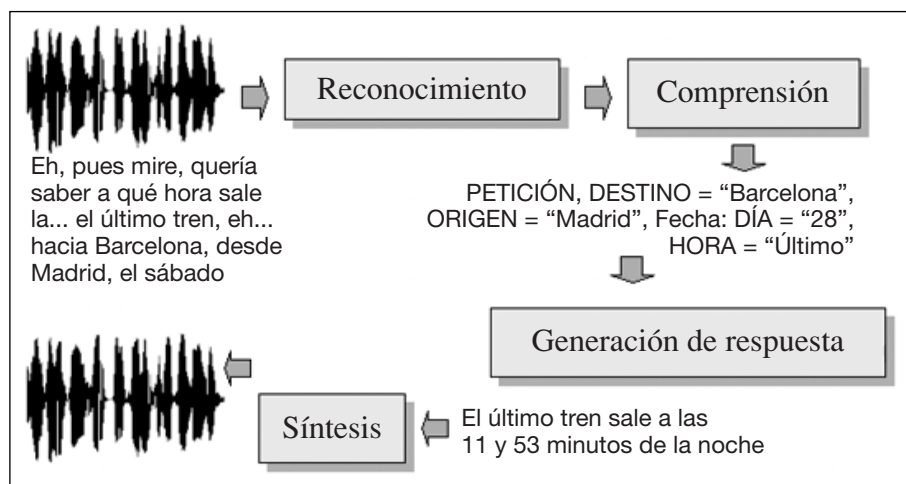 Reconocimiento
Comprensión
Eh, pues mire, quería
saber a qué hora sale
la... el último tren, eh...
hacia Barcelona, desde
Madrid, el sábado
PETICIÓN, DESTINO = “Barcelona”,
ORIGEN = “Madrid”, Fecha: DÍA = “28”,
HORA = “Último”
Generación de respuesta
El último tren sale a las
11 y 53 minutos de la noche
Síntesis